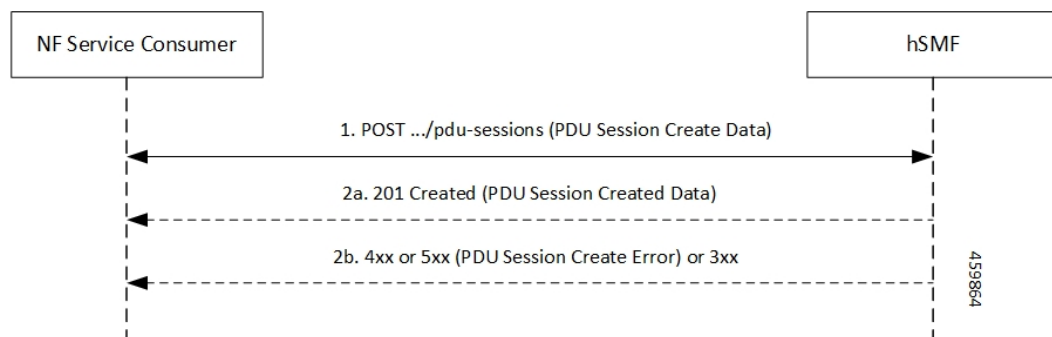 NF Service Consumer
hSMF
1. POST .../pdu-sessions (PDU Session Create Data)
2a. 201 Created (PDU Session Created Data)
2b. 4xx or 5xx (PDU Session Create Error) or 3xx
459864